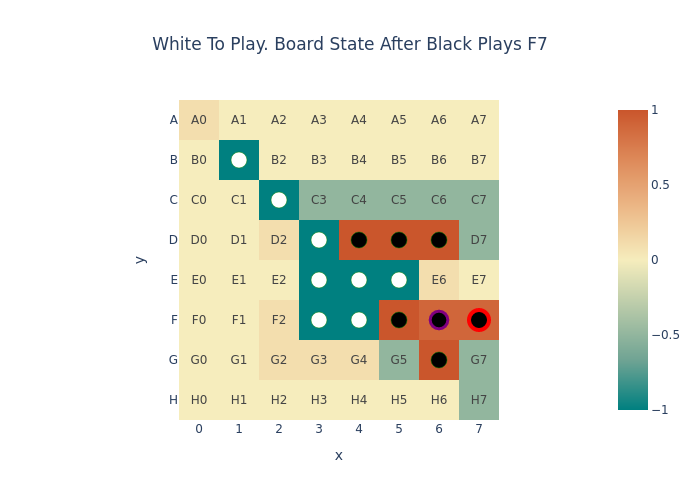 White To Play. Board State After Black Plays F7
A A0 A1 A2 A3 A4 A5 A6 A7
B B0 B2 B3 B4 B5 B6 B7
C C0 C1 C3 C4 C5 C6 C7
D D0 D1 D2 D7
E E0 E1 E2 E6 E7
F F0 F1 F2
G G0 G1 G2 G3 G4 G5 G7
H H0 H1 H2 H3 H4 H5 H6 H7
0 1 2 3 4 5 6 7
x
y
1
0.5
0
−0.5
−1